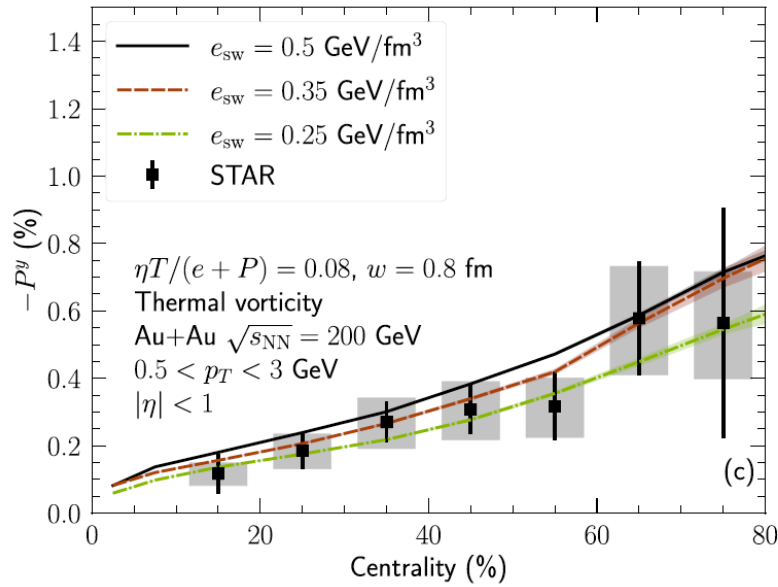 1.4
1.2
1.0
0.8
0.6
0.4
0.2
0.0
−P^y (%)
e_sw = 0.5 GeV/fm³
e_sw = 0.35 GeV/fm³
e_sw = 0.25 GeV/fm³
STAR
ηT/(e + P) = 0.08, w = 0.8 fm
Thermal vorticity
Au+Au √s_NN = 200 GeV
0.5 < p_T < 3 GeV
|η| < 1
(c)
0 20 40 60 80
Centrality (%)